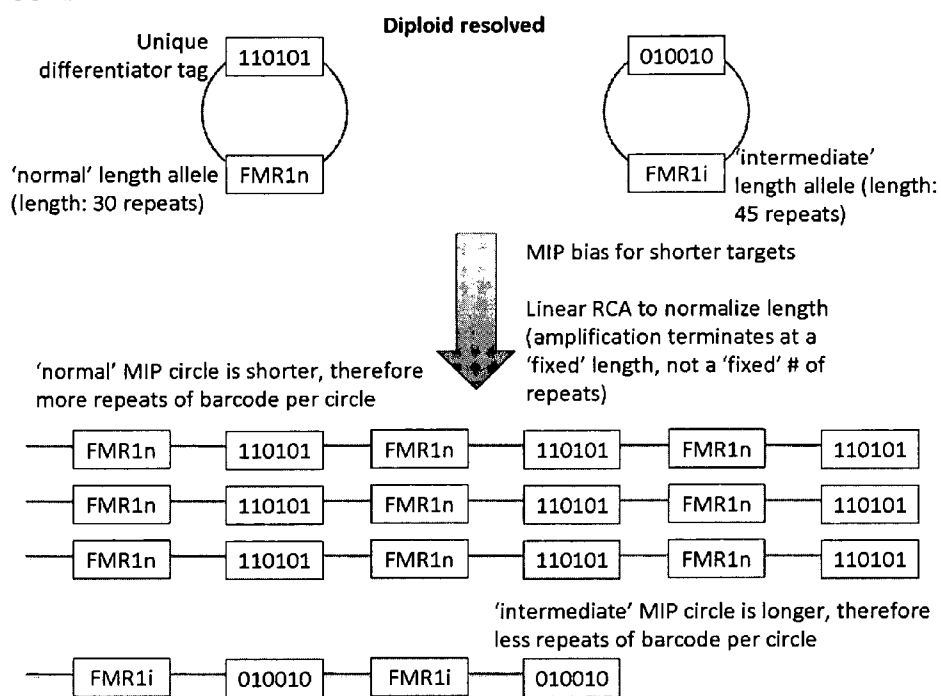 Diploid resolved
Unique
differentiator tag
110101
010010
'normal' length allele
(length: 30 repeats)
FMR1n
FMR1i
'intermediate'
length allele (length:
45 repeats)
MIP bias for shorter targets
Linear RCA to normalize length
(amplification terminates at a
'fixed' length, not a 'fixed' # of
repeats)
'normal' MIP circle is shorter, therefore
more repeats of barcode per circle
FMR1n 110101 FMR1n 110101 FMR1n 110101
FMR1n 110101 FMR1n 110101 FMR1n 110101
FMR1n 110101 FMR1n 110101 FMR1n 110101
'intermediate' MIP circle is longer, therefore
less repeats of barcode per circle
FMR1i 010010 FMR1i 010010